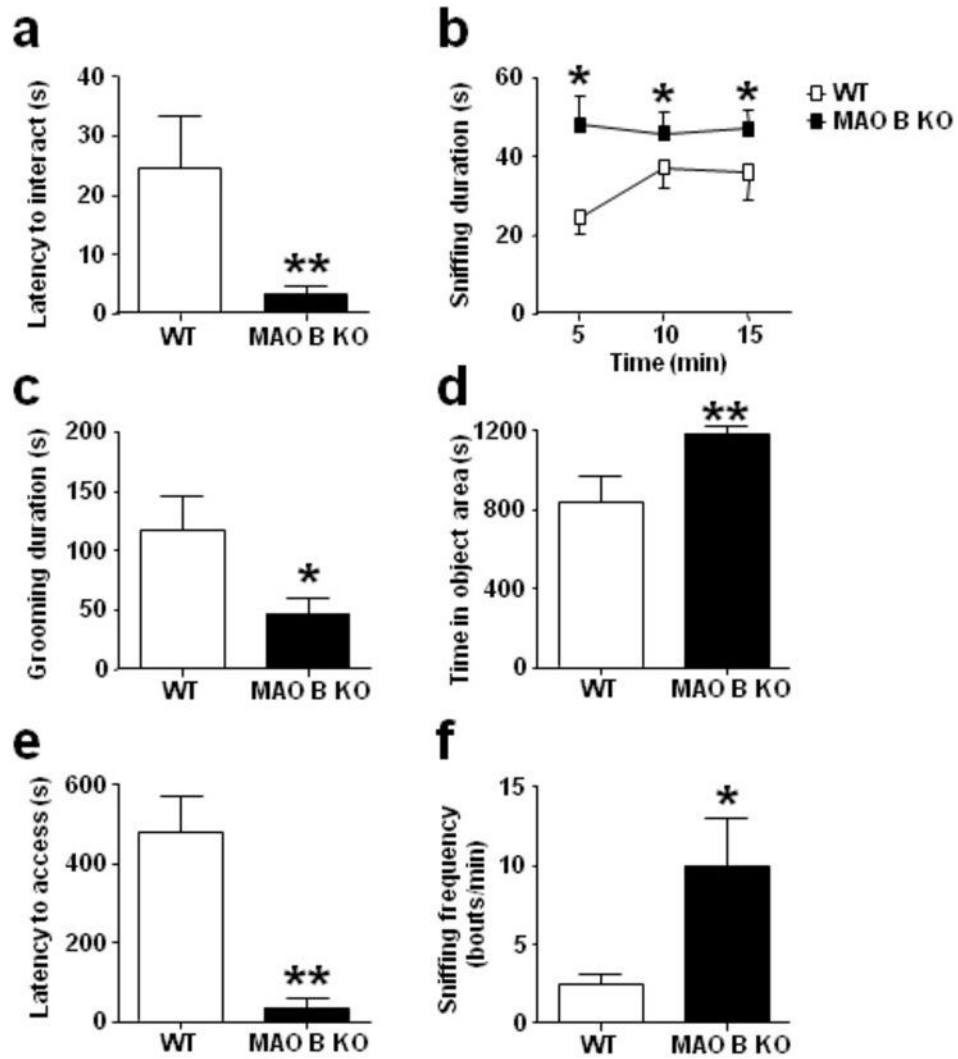 a
Latency to interact (s)
40
30
20
10
0
**
WT MAO B KO
b
Sniffing duration (s)
60
40
20
0
* * *
5 10 15
Time (min)
WT
MAO B KO
c
Grooming duration (s)
200
150
100
50
0
*
WT MAO B KO
d
Time in object area (s)
1200
800
400
0
**
WT MAO B KO
e
Latency to access (s)
600
400
200
0
**
WT MAO B KO
f
Sniffing frequency
(bouts/min)
15
10
5
0
*
WT MAO B KO